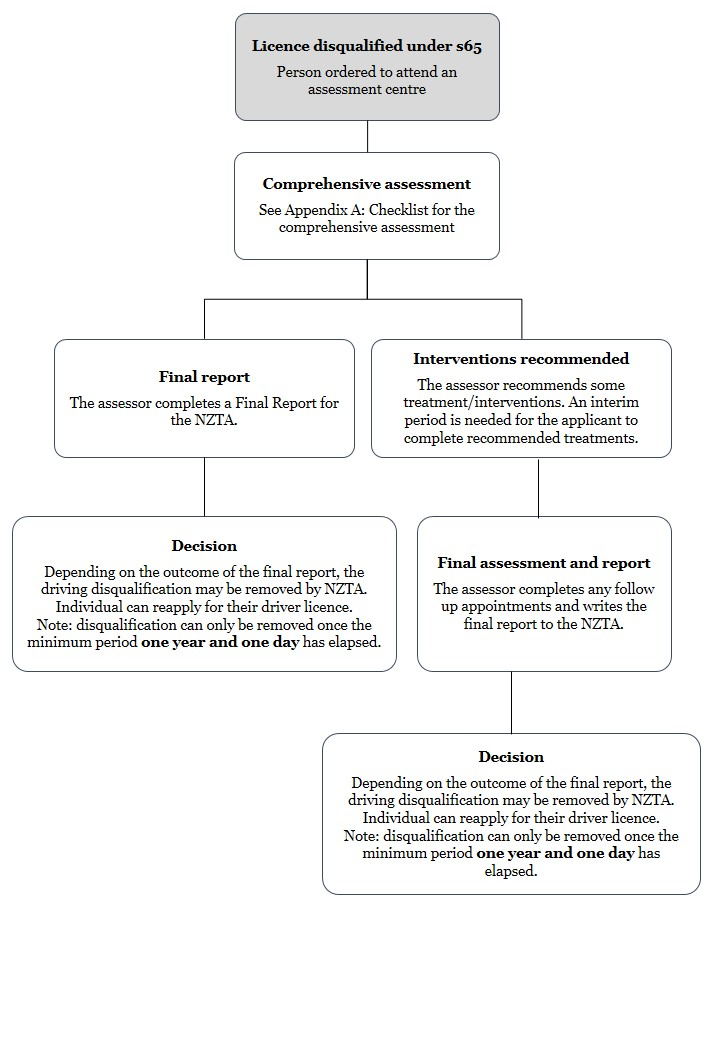 Licence disqualified under s65
Person ordered to attend an
assessment centre
Comprehensive assessment
See Appendix A: Checklist for the
comprehensive assessment
Final report
The assessor completes a Final Report for
the NZTA.
Interventions recommended
The assessor recommends some
treatment/interventions. An interim
period is needed for the applicant to
complete recommended treatments.
Decision
Depending on the outcome of the final report, the
driving disqualification may be removed by NZTA.
Individual can reapply for their driver licence.
Note: disqualification can only be removed once the
minimum period one year and one day has elapsed.
Final assessment and report
The assessor completes any follow
up appointments and writes the
final report to the NZTA.
Decision
Depending on the outcome of the final report, the
driving disqualification may be removed by NZTA.
Individual can reapply for their driver licence.
Note: disqualification can only be removed once the
minimum period one year and one day has
elapsed.